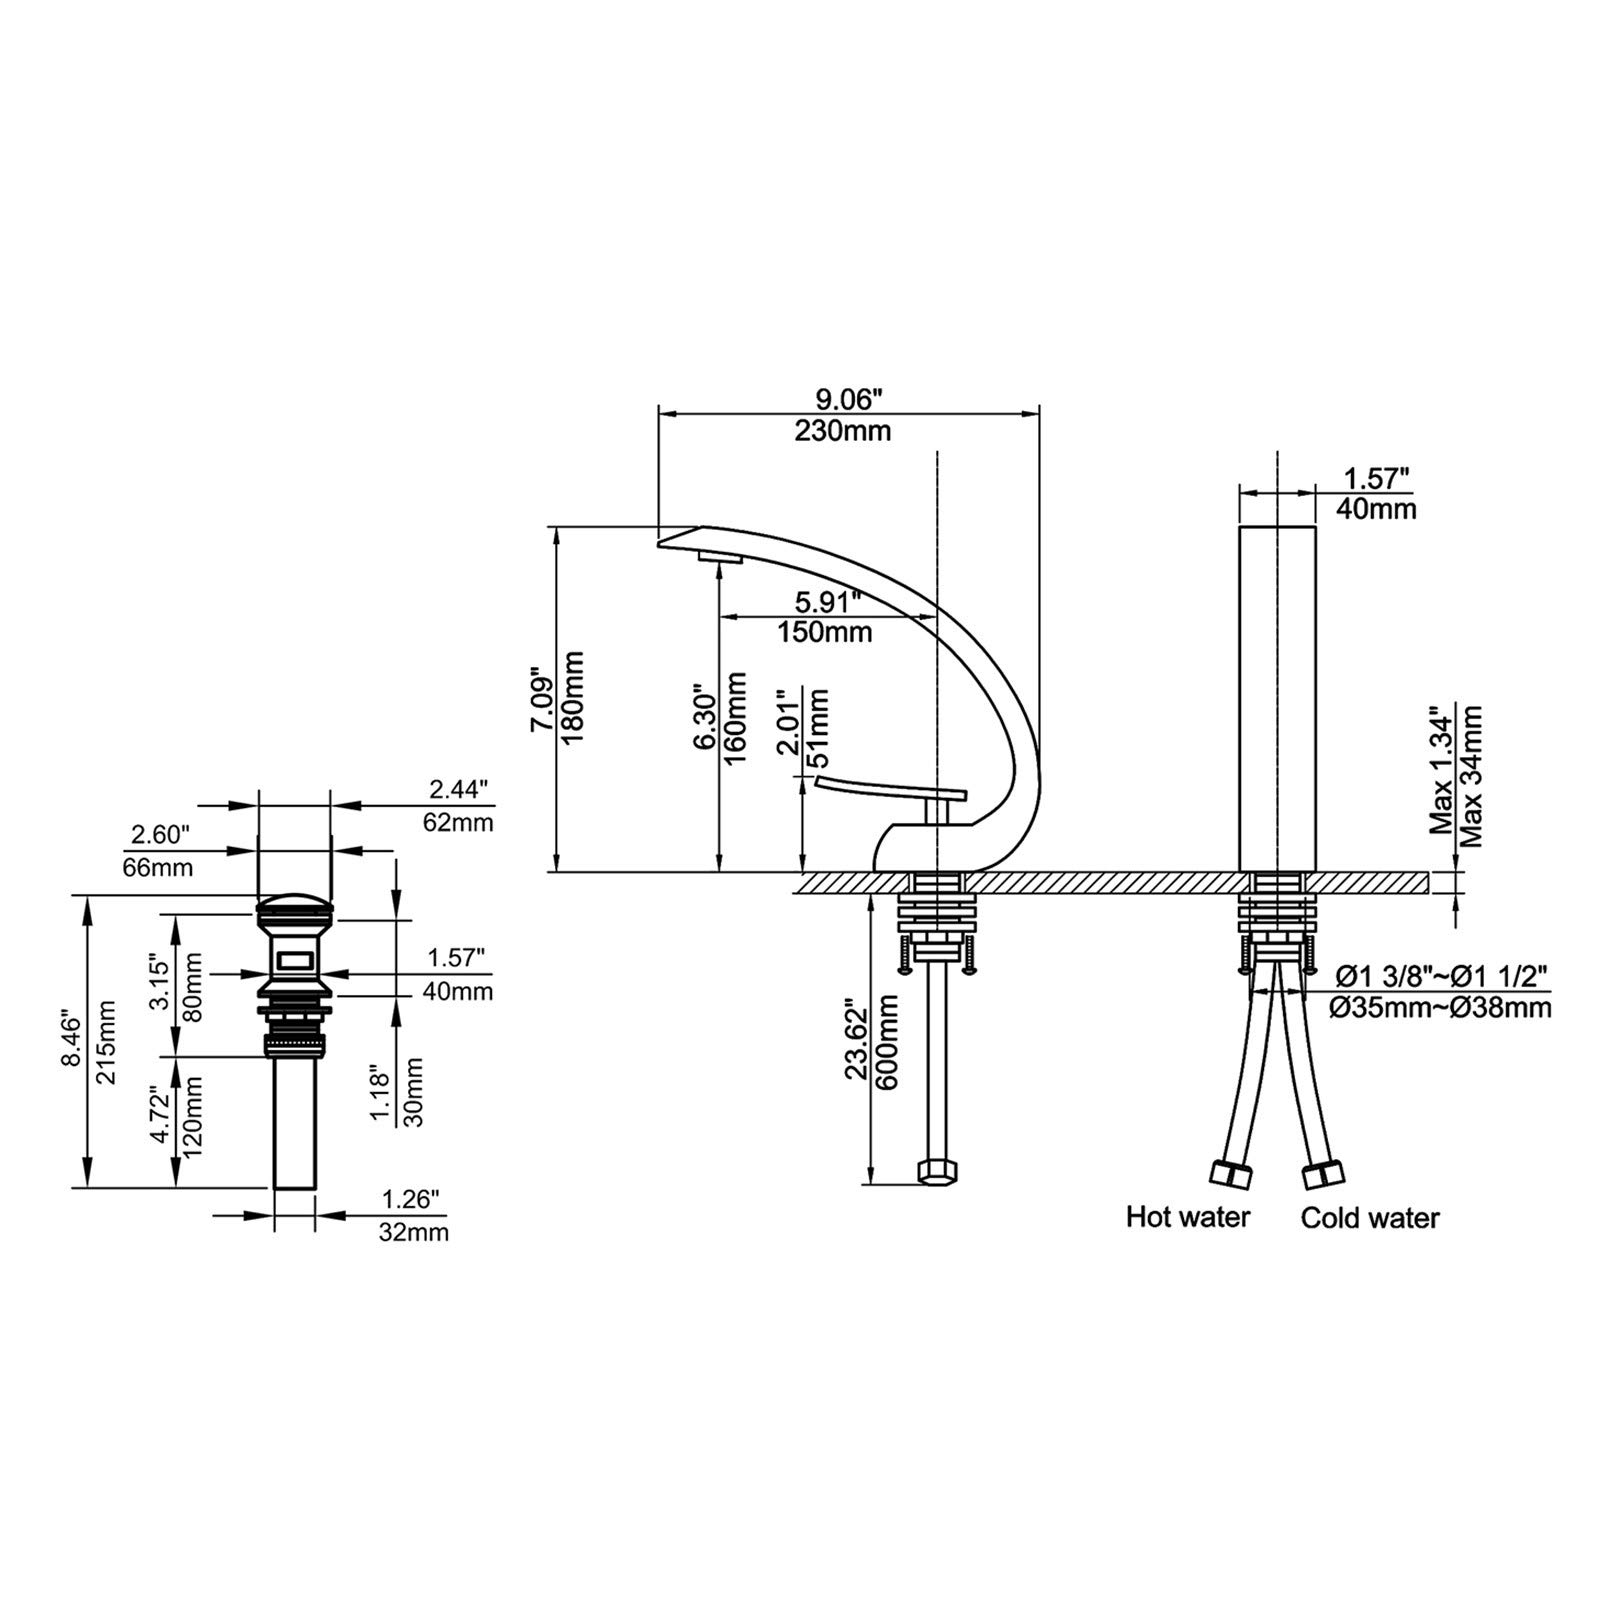 9.06"
230mm
1.57"
40mm
5.91"
150mm
7.09"
180mm
6.30"
160mm
2.01"
51mm
Max 1.34"
Max 34mm
2.44"
62mm
2.60"
66mm
1.57"
40mm
3.15"
80mm
8.46"
215mm
4.72"
120mm
1.18"
30mm
1.26"
32mm
23.62"
600mm
Ø1 3/8"~Ø1 1/2"
Ø35mm~Ø38mm
Hot water
Cold water